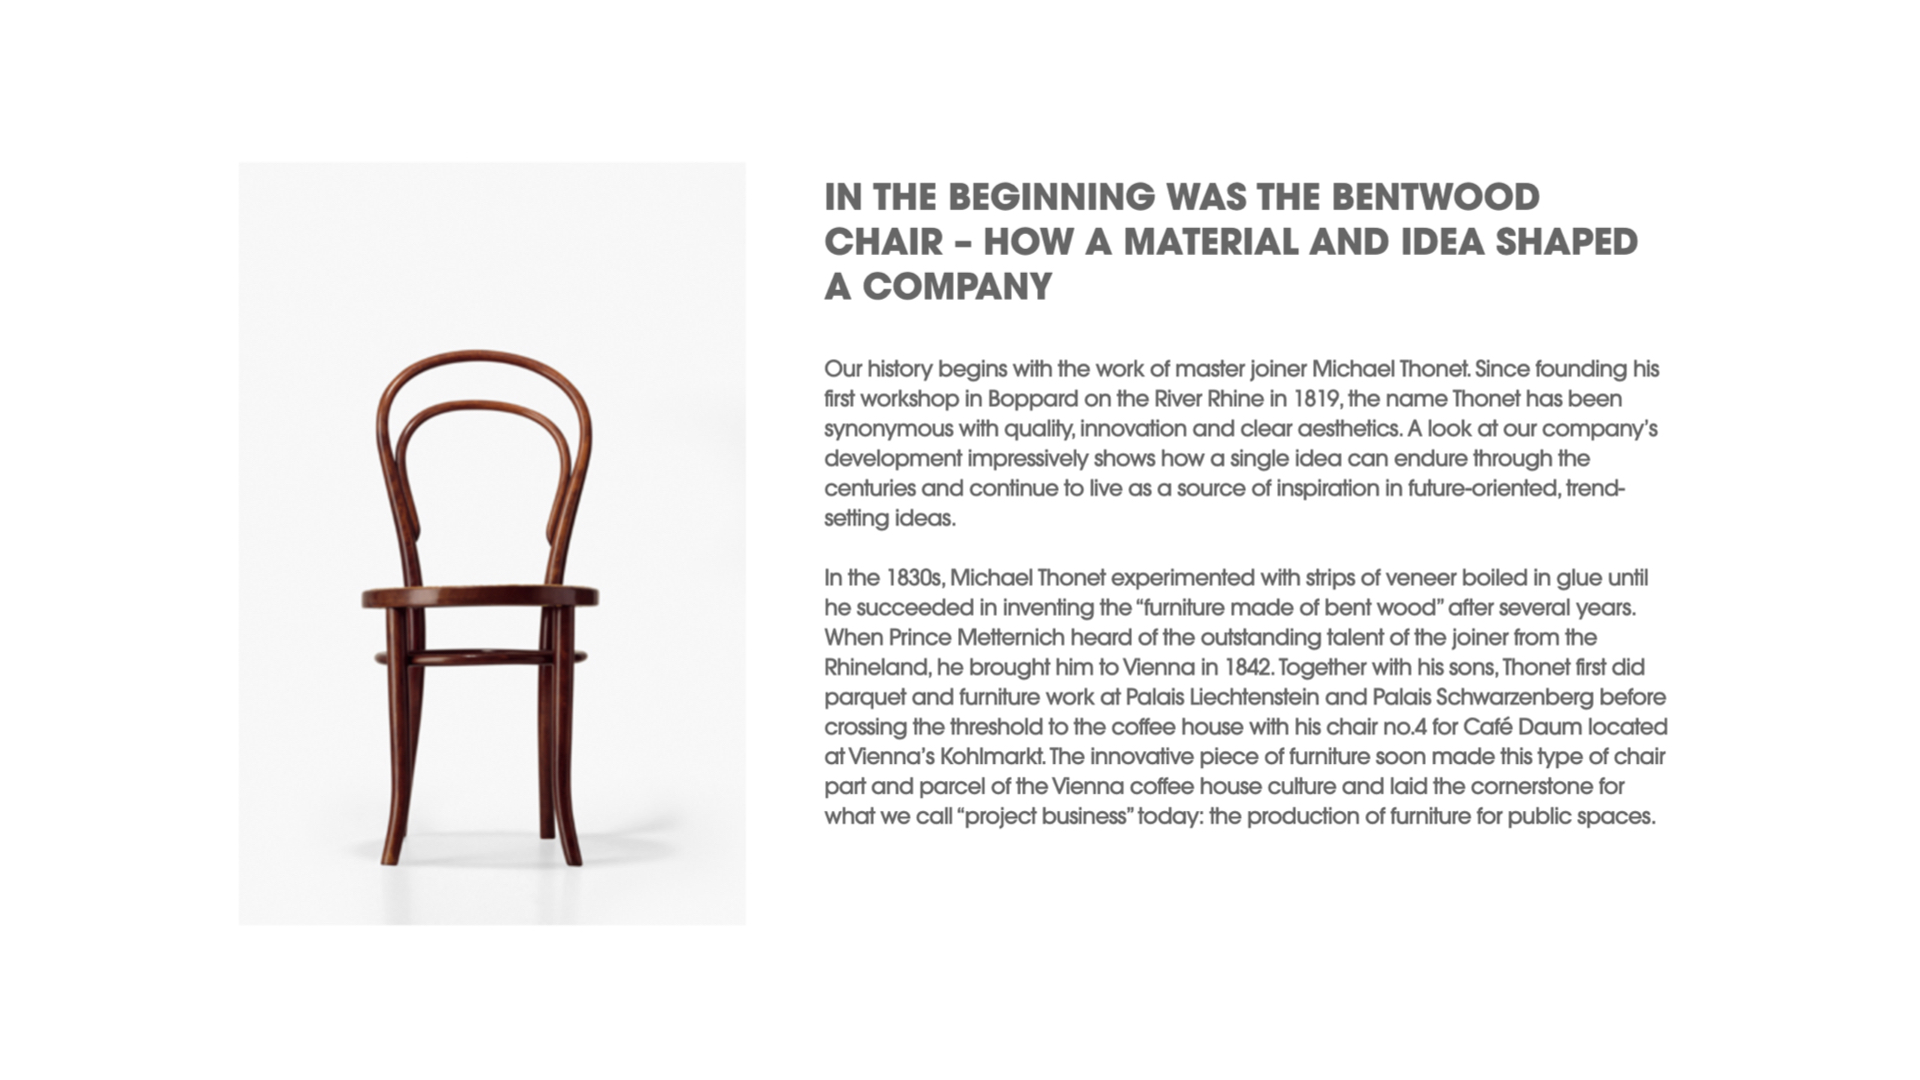 IN THE BEGINNING WAS THE BENTWOOD
CHAIR – HOW A MATERIAL AND IDEA SHAPED
A COMPANY
Our history begins with the work of master joiner Michael Thonet. Since founding his
first workshop in Boppard on the River Rhine in 1819, the name Thonet has been
synonymous with quality, innovation and clear aesthetics. A look at our company’s
development impressively shows how a single idea can endure through the
centuries and continue to live as a source of inspiration in future-oriented, trend-
setting ideas.
In the 1830s, Michael Thonet experimented with strips of veneer boiled in glue until
he succeeded in inventing the “furniture made of bent wood” after several years.
When Prince Metternich heard of the outstanding talent of the joiner from the
Rhineland, he brought him to Vienna in 1842. Together with his sons, Thonet first did
parquet and furniture work at Palais Liechtenstein and Palais Schwarzenberg before
crossing the threshold to the coffee house with his chair no.4 for Café Daum located
at Vienna’s Kohlmarkt. The innovative piece of furniture soon made this type of chair
part and parcel of the Vienna coffee house culture and laid the cornerstone for
what we call “project business” today: the production of furniture for public spaces.